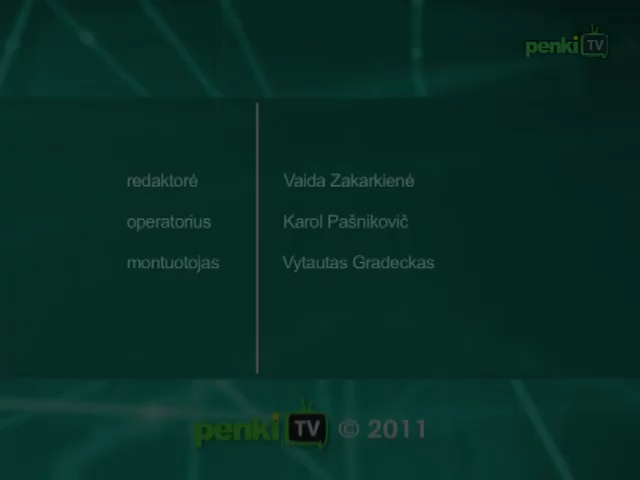 penki TV
redaktorė Vaida Zakarkienė
operatorius Karol Pašnikovič
montuotojas Vytautas Gradeckas
penki TV © 2011